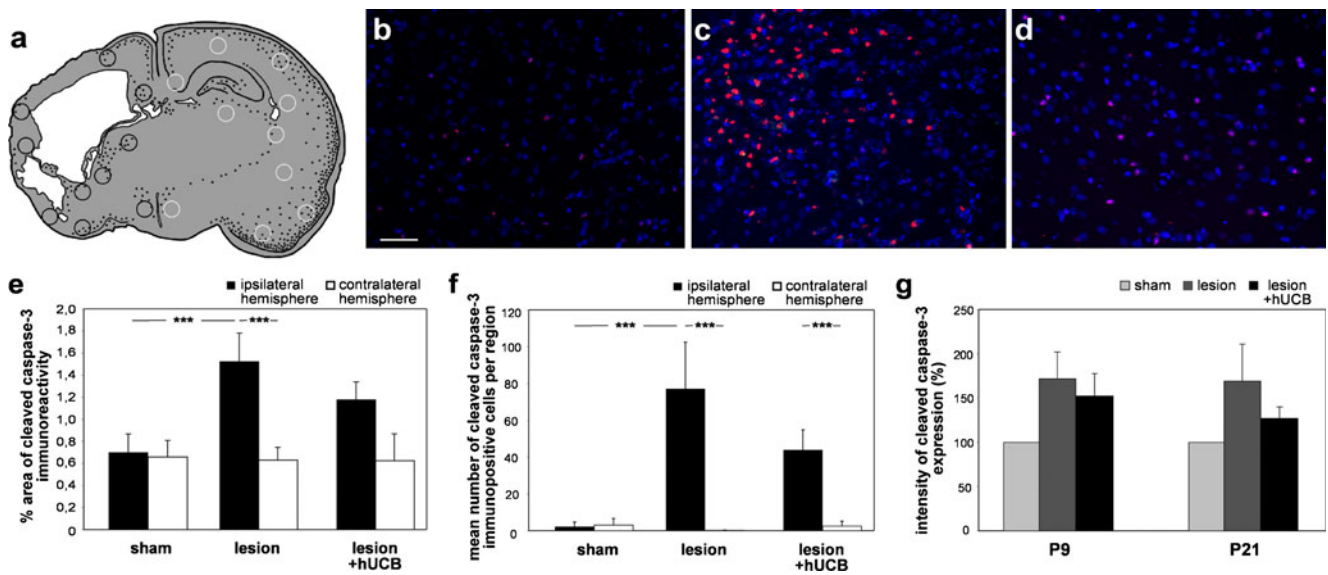 a
b
c
d
e
ipsilateral hemisphere
contralateral hemisphere
% area of cleaved caspase-3
immunoreactivity
1,8
1,6
1,4
1,2
1,0
0,8
0,6
0,4
0,2
0
***
***
sham
lesion
lesion
+hUCB
f
ipsilateral hemisphere
contralateral hemisphere
mean number of cleaved caspase-3
immunopositive cells per region
120
100
80
60
40
20
0
***
***
***
sham
lesion
lesion
+hUCB
g
sham
lesion
lesion
+hUCB
intensity of cleaved caspase-3
expression (%)
250
200
150
100
50
0
P9
P21